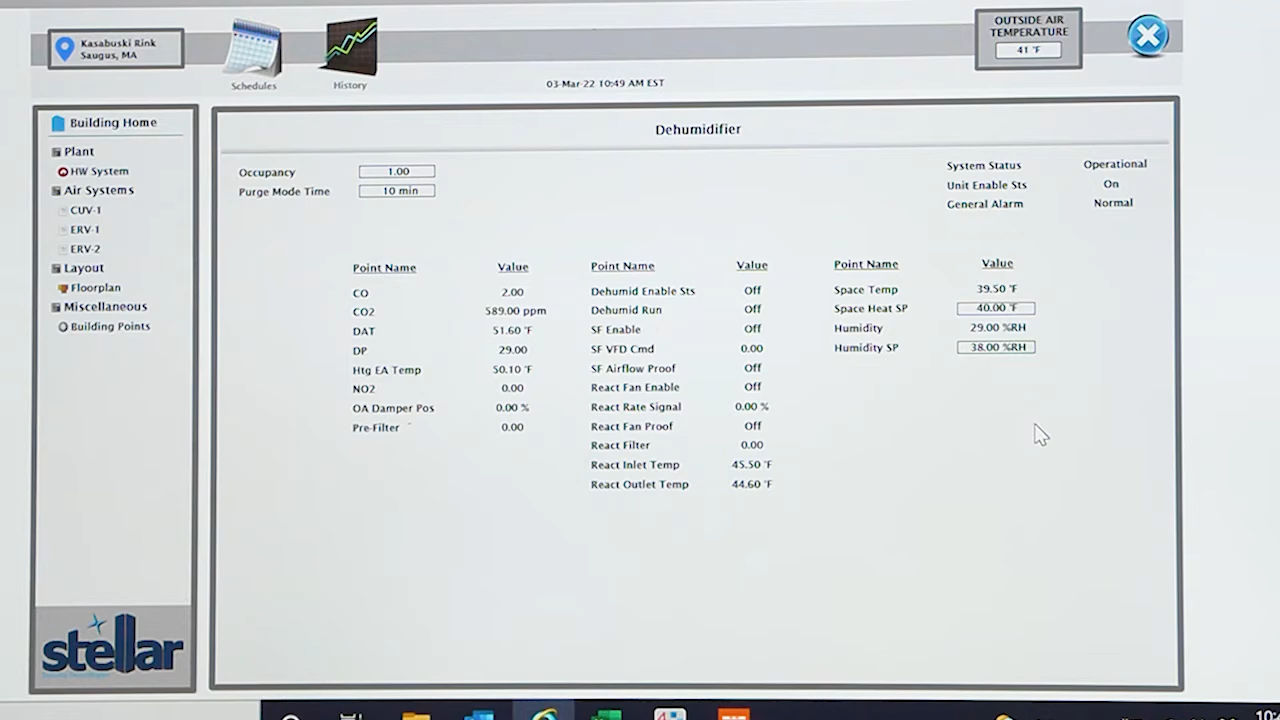 Kasabuski Rink
Saugus, MA
Schedules
History
03-Mar-22 10:49 AM EST
OUTSIDE AIR
TEMPERATURE
41 °F
Building Home
Plant
HW System
Air Systems
CUV-1
ERV-1
ERV-2
Layout
Floorplan
Miscellaneous
Building Points
stellar
Dehumidifier
Occupancy 1.00
Purge Mode Time 10 min
System Status Operational
Unit Enable Sts On
General Alarm Normal
Point Name Value
CO 2.00
CO2 589.00 ppm
DAT 51.60 °F
DP 29.00
Htg EA Temp 50.10 °F
NO2 0.00
OA Damper Pos 0.00 %
Pre-Filter 0.00
Point Name Value
Dehumid Enable Sts Off
Dehumid Run Off
SF Enable Off
SF VFD Cmd 0.00
SF Airflow Proof Off
React Fan Enable Off
React Rate Signal 0.00 %
React Fan Proof Off
React Filter 0.00
React Inlet Temp 45.50 °F
React Outlet Temp 44.60 °F
Point Name Value
Space Temp 39.50 °F
Space Heat SP 40.00 °F
Humidity 29.00 %RH
Humidity SP 38.00 %RH